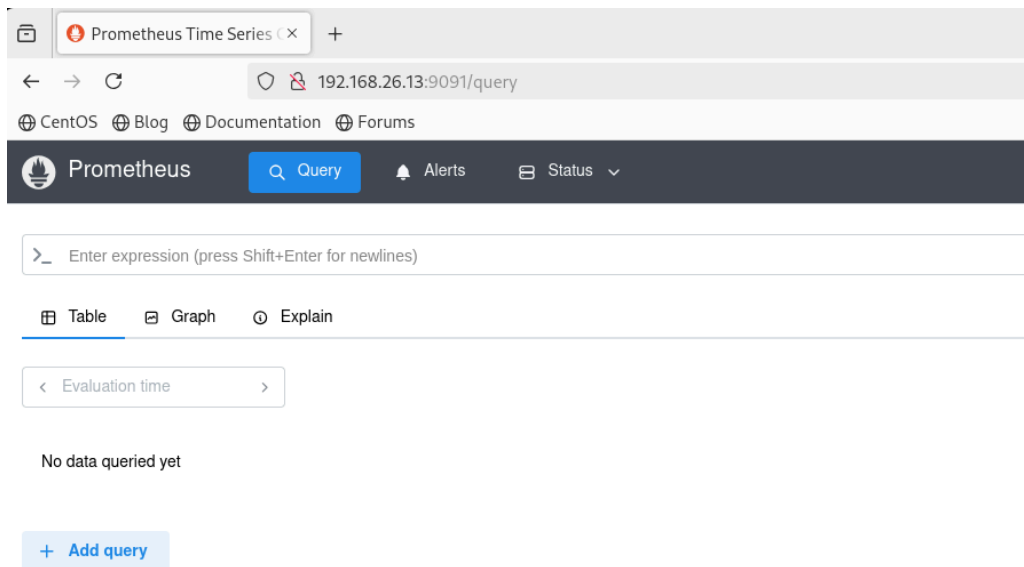 Prometheus Time Series
192.168.26.13:9091/query
CentOS Blog Documentation Forums
Prometheus Query Alerts Status
>_ Enter expression (press Shift+Enter for newlines)
Table Graph Explain
Evaluation time
No data queried yet
+ Add query